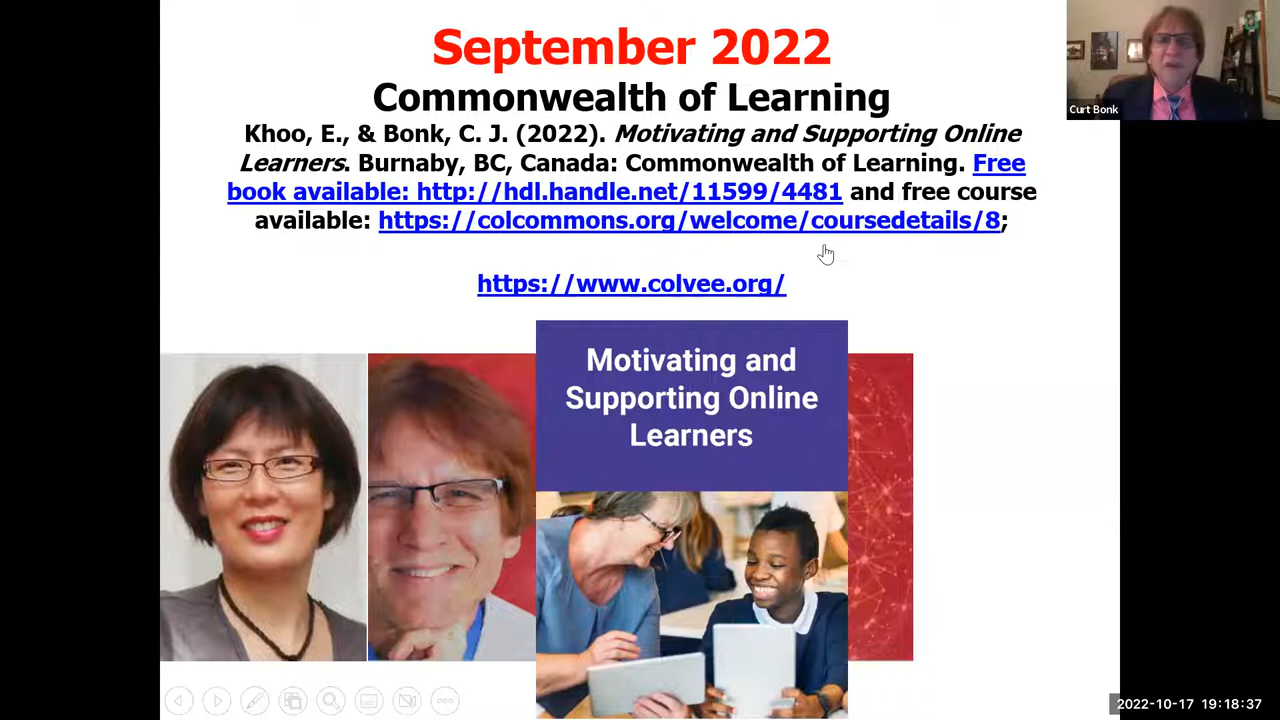 September 2022
Commonwealth of Learning
Khoo, E., & Bonk, C. J. (2022). Motivating and Supporting Online
Learners. Burnaby, BC, Canada: Commonwealth of Learning. Free
book available: http://hdl.handle.net/11599/4481 and free course
available: https://colcommons.org/welcome/coursedetails/8;
https://www.colvee.org/
Motivating and
Supporting Online
Learners
Curt Bonk
2022-10-17 19:18:37